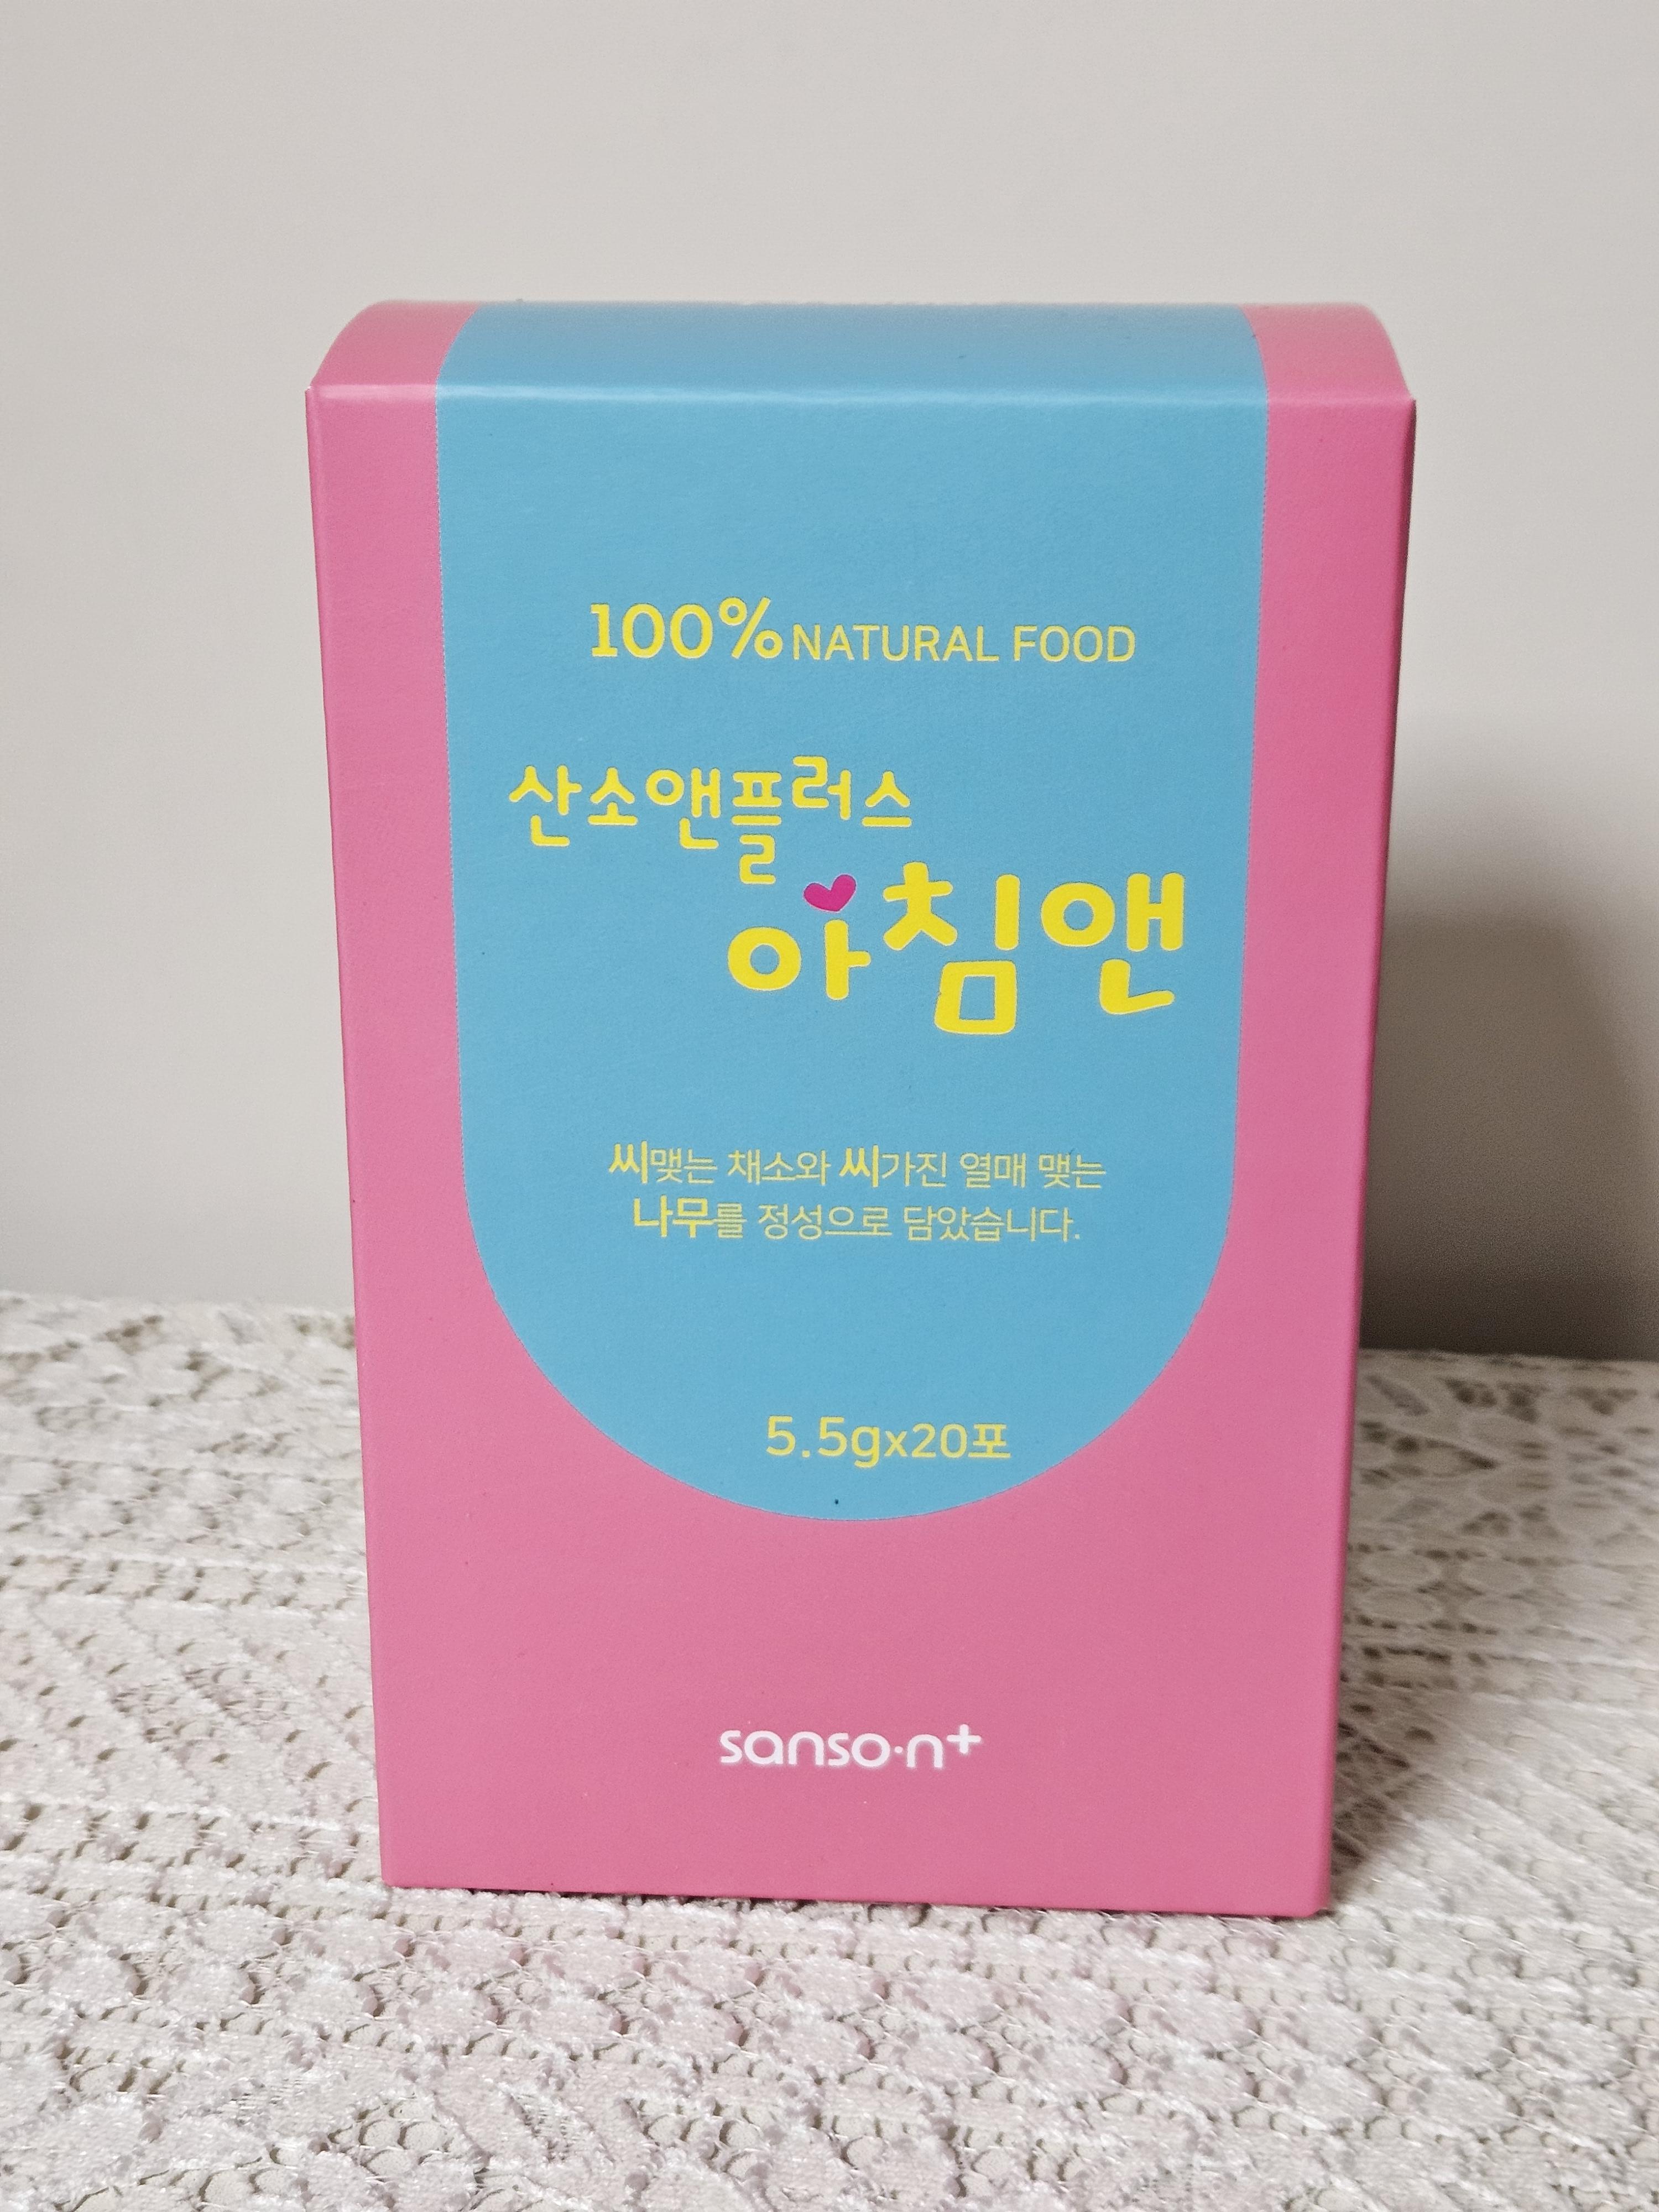 100% NATURAL FOOD
산소앤플러스
아침앤
씨맺는 채소와 씨가진 열매 맺는
나무를 정성으로 담았습니다.
5.5gx20포
sanso·n+